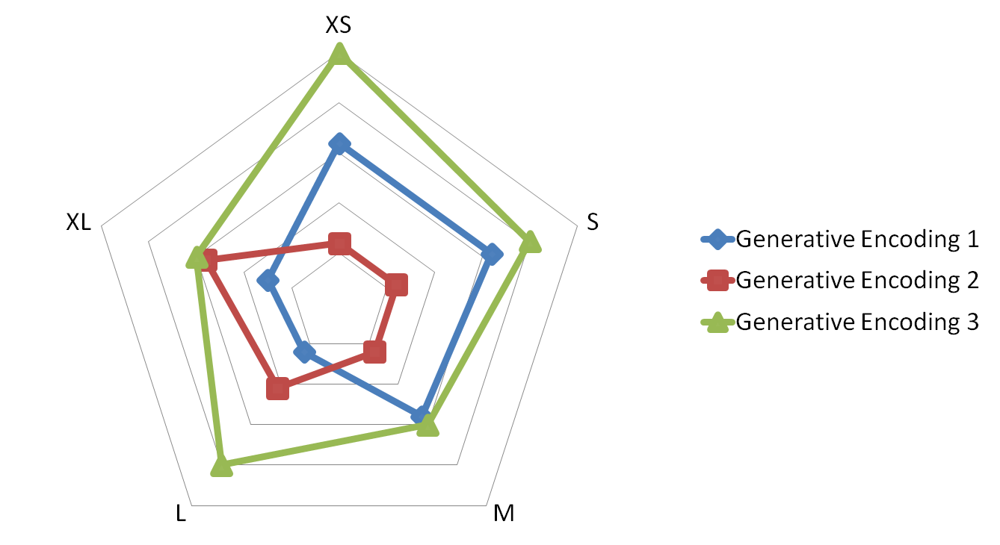 XS
S
M
L
XL
Generative Encoding 1
Generative Encoding 2
Generative Encoding 3